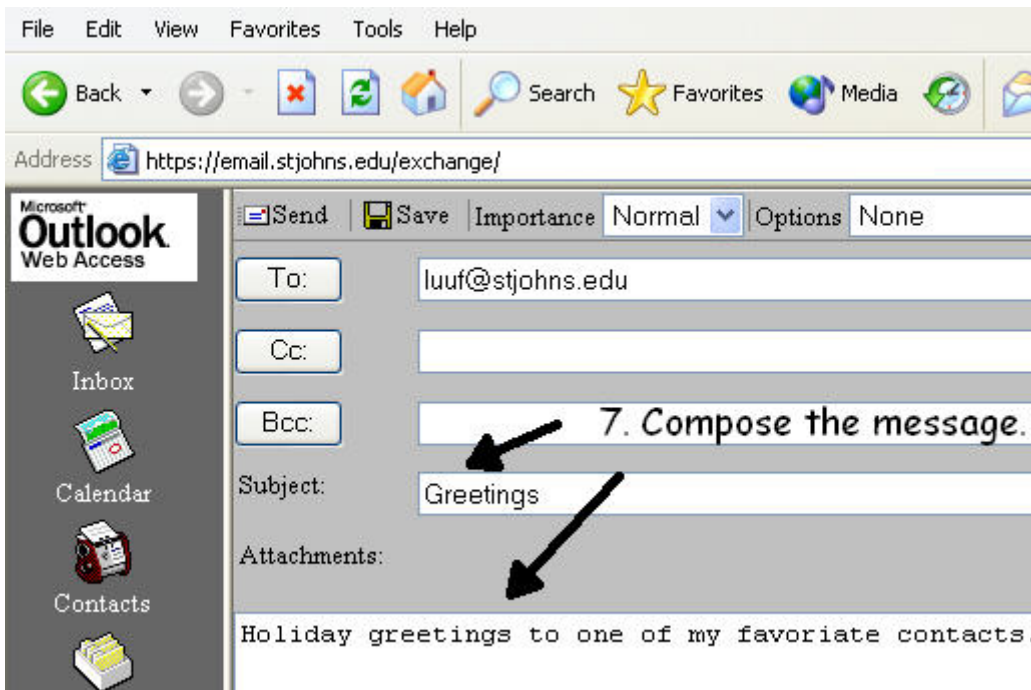 File Edit View Favorites Tools Help
Back Search Favorites Media
Address https://email.stjohns.edu/exchange/
Microsoft
Outlook.
Web Access
Send Save Importance Normal Options None
To: luuf@stjohns.edu
Cc:
Inbox
Bcc: 7. Compose the message.
Subject: Greetings
Calendar
Attachments:
Contacts
Holiday greetings to one of my favoriate contacts.